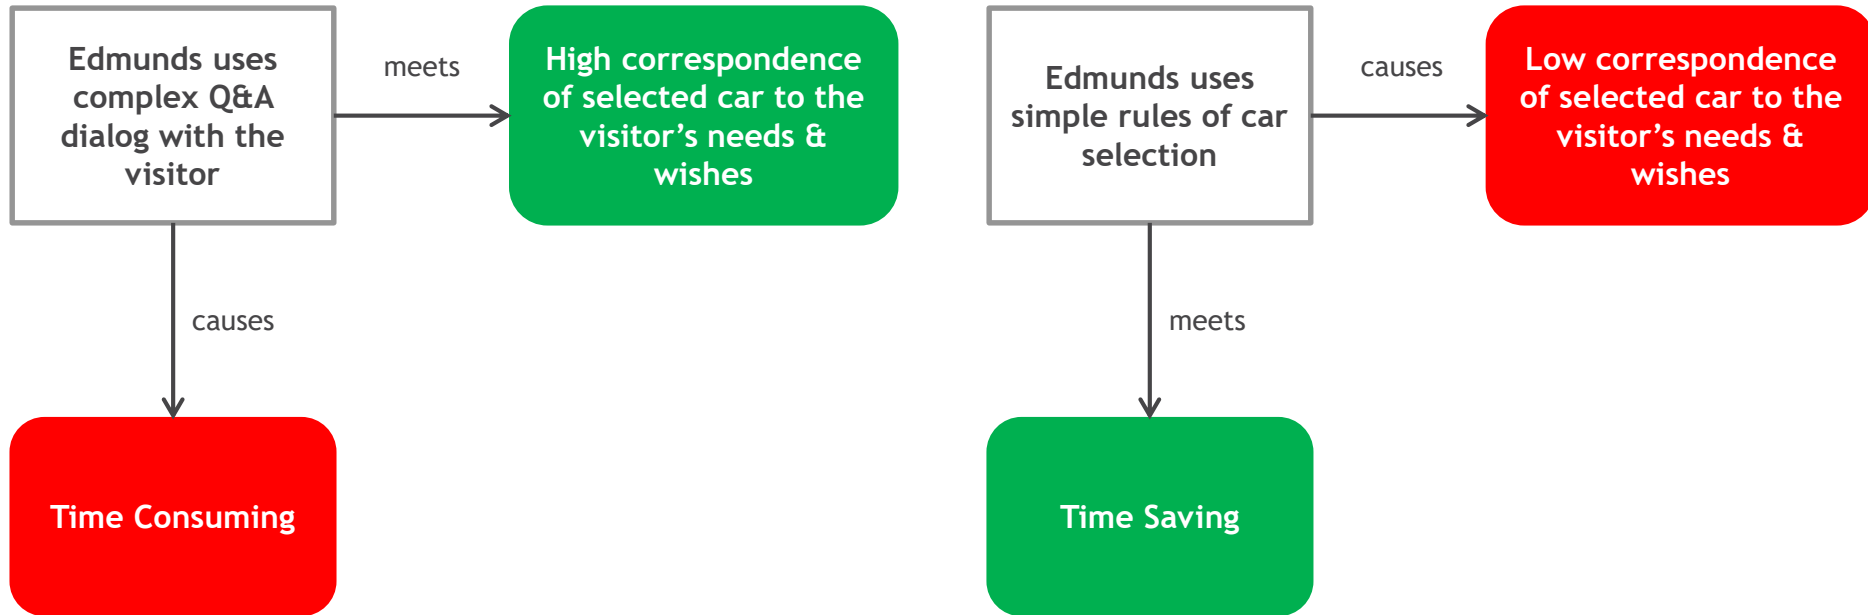 Edmunds uses
complex Q&A
dialog with the
visitor
meets
High correspondence
of selected car to the
visitor’s needs &
wishes
causes
Time Consuming
Edmunds uses
simple rules of car
selection
causes
Low correspondence
of selected car to the
visitor’s needs &
wishes
meets
Time Saving